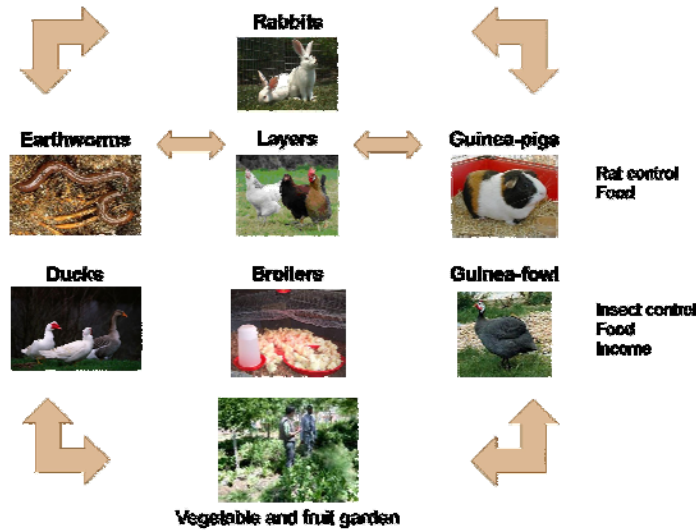 Rabbits
Earthworms
Layers
Guinea-pigs
Rat control
Food
Ducks
Broilers
Guinea-fowl
Insect control
Food
Income
Vegetable and fruit garden